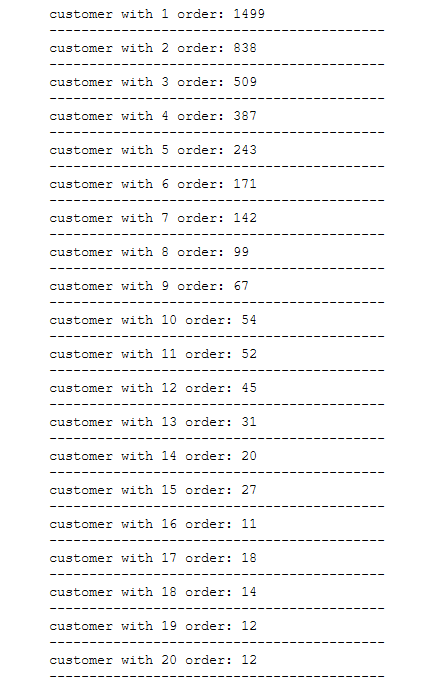 customer with 1 order: 1499
------------------------------------------
customer with 2 order: 838
------------------------------------------
customer with 3 order: 509
------------------------------------------
customer with 4 order: 387
------------------------------------------
customer with 5 order: 243
------------------------------------------
customer with 6 order: 171
------------------------------------------
customer with 7 order: 142
------------------------------------------
customer with 8 order: 99
------------------------------------------
customer with 9 order: 67
------------------------------------------
customer with 10 order: 54
------------------------------------------
customer with 11 order: 52
------------------------------------------
customer with 12 order: 45
------------------------------------------
customer with 13 order: 31
------------------------------------------
customer with 14 order: 20
------------------------------------------
customer with 15 order: 27
------------------------------------------
customer with 16 order: 11
------------------------------------------
customer with 17 order: 18
------------------------------------------
customer with 18 order: 14
------------------------------------------
customer with 19 order: 12
------------------------------------------
customer with 20 order: 12
------------------------------------------